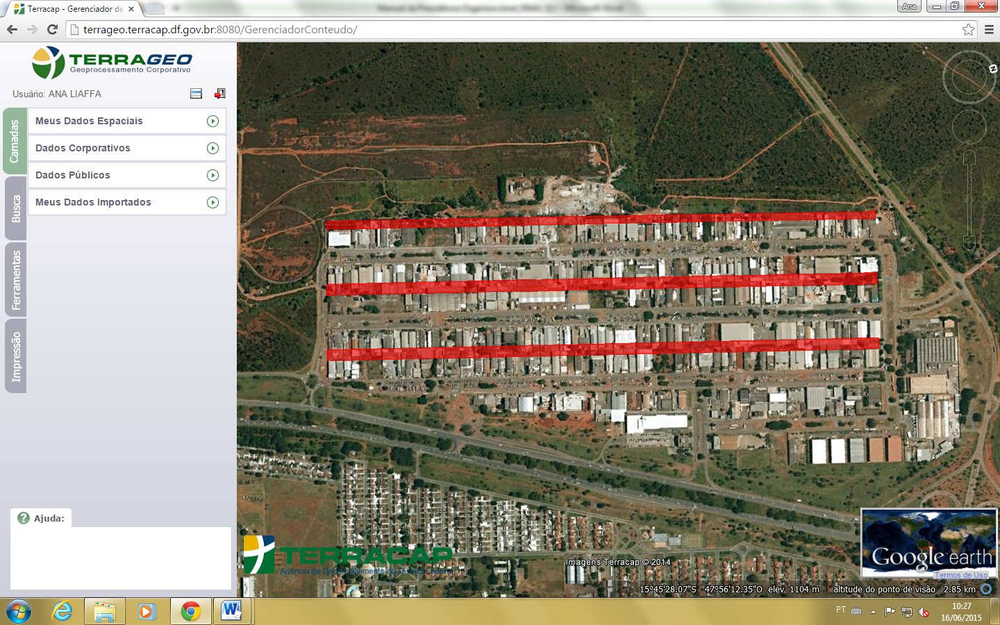 Terracap - Gerenciador de
Ana
terrageo.terracap.df.gov.br:8080/GerenciadorConteudo/
TERRAGEO
Geoprocessamento Corporativo
Usuário: ANA LIAFFA
Camadas
Busca
Ferramentas
Impressão
Meus Dados Espaciais
Dados Corporativos
Dados Públicos
Meus Dados Importados
Ajuda:
N
TERRACAP
Agência de Desenvolvimento do Distrito Federal
Imagens Terracap © 2014
Google earth
Termos de Uso
15°45'28.07"S 47°56'12.35"O elev 1104 m altitude do ponto de visão 2.85 km
PT
10:27
16/06/2015